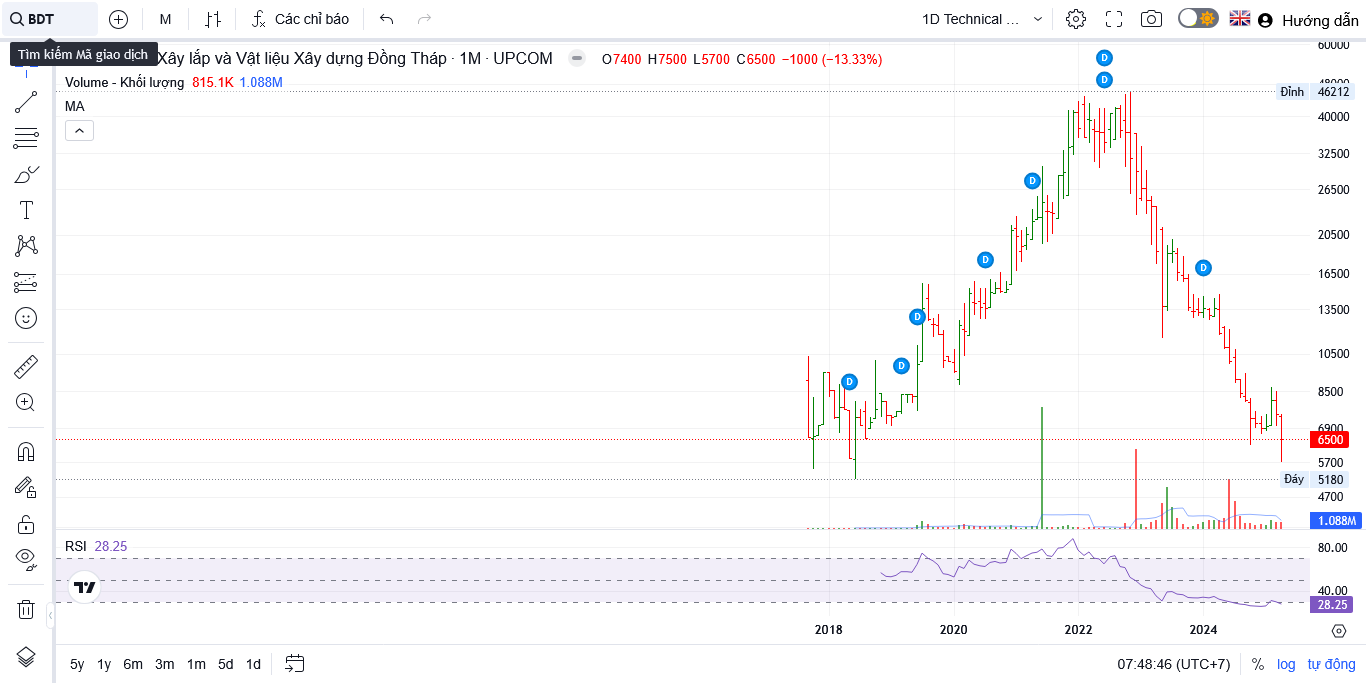 BDT
M
Các chỉ báo
1D Technical ...
Hướng dẫn
Tìm kiếm Mã giao dịch
Xây lắp và Vật liệu Xây dựng Đồng Tháp · 1M · UPCOM
O7400 H7500 L5700 C6500 −1000 (−13.33%)
Volume - Khối lượng 815.1K 1.088M
MA
60000
48000
Đỉnh 46212
40000
32500
26500
20500
16500
13500
10500
8500
6900
6500
5700
Đáy 5180
4700
1.088M
D
D
D
D
D
D
D
D
RSI 28.25
80.00
40.00
28.25
2018 2020 2022 2024
5y 1y 6m 3m 1m 5d 1d
07:48:46 (UTC+7) % log tự động